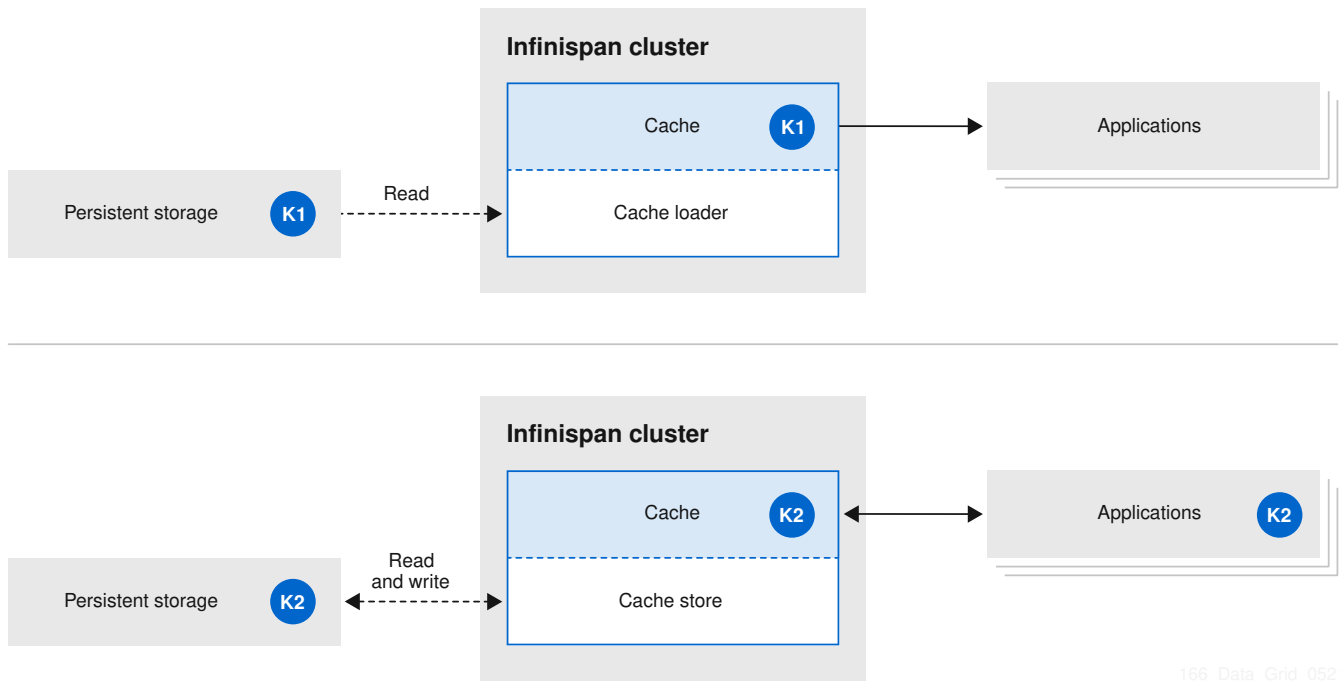 Infinispan cluster
Cache
K1
Applications
Persistent storage
K1
Read
Cache loader
Infinispan cluster
Cache
K2
Applications
K2
Persistent storage
K2
Read
and write
Cache store
166_Data_Grid_052